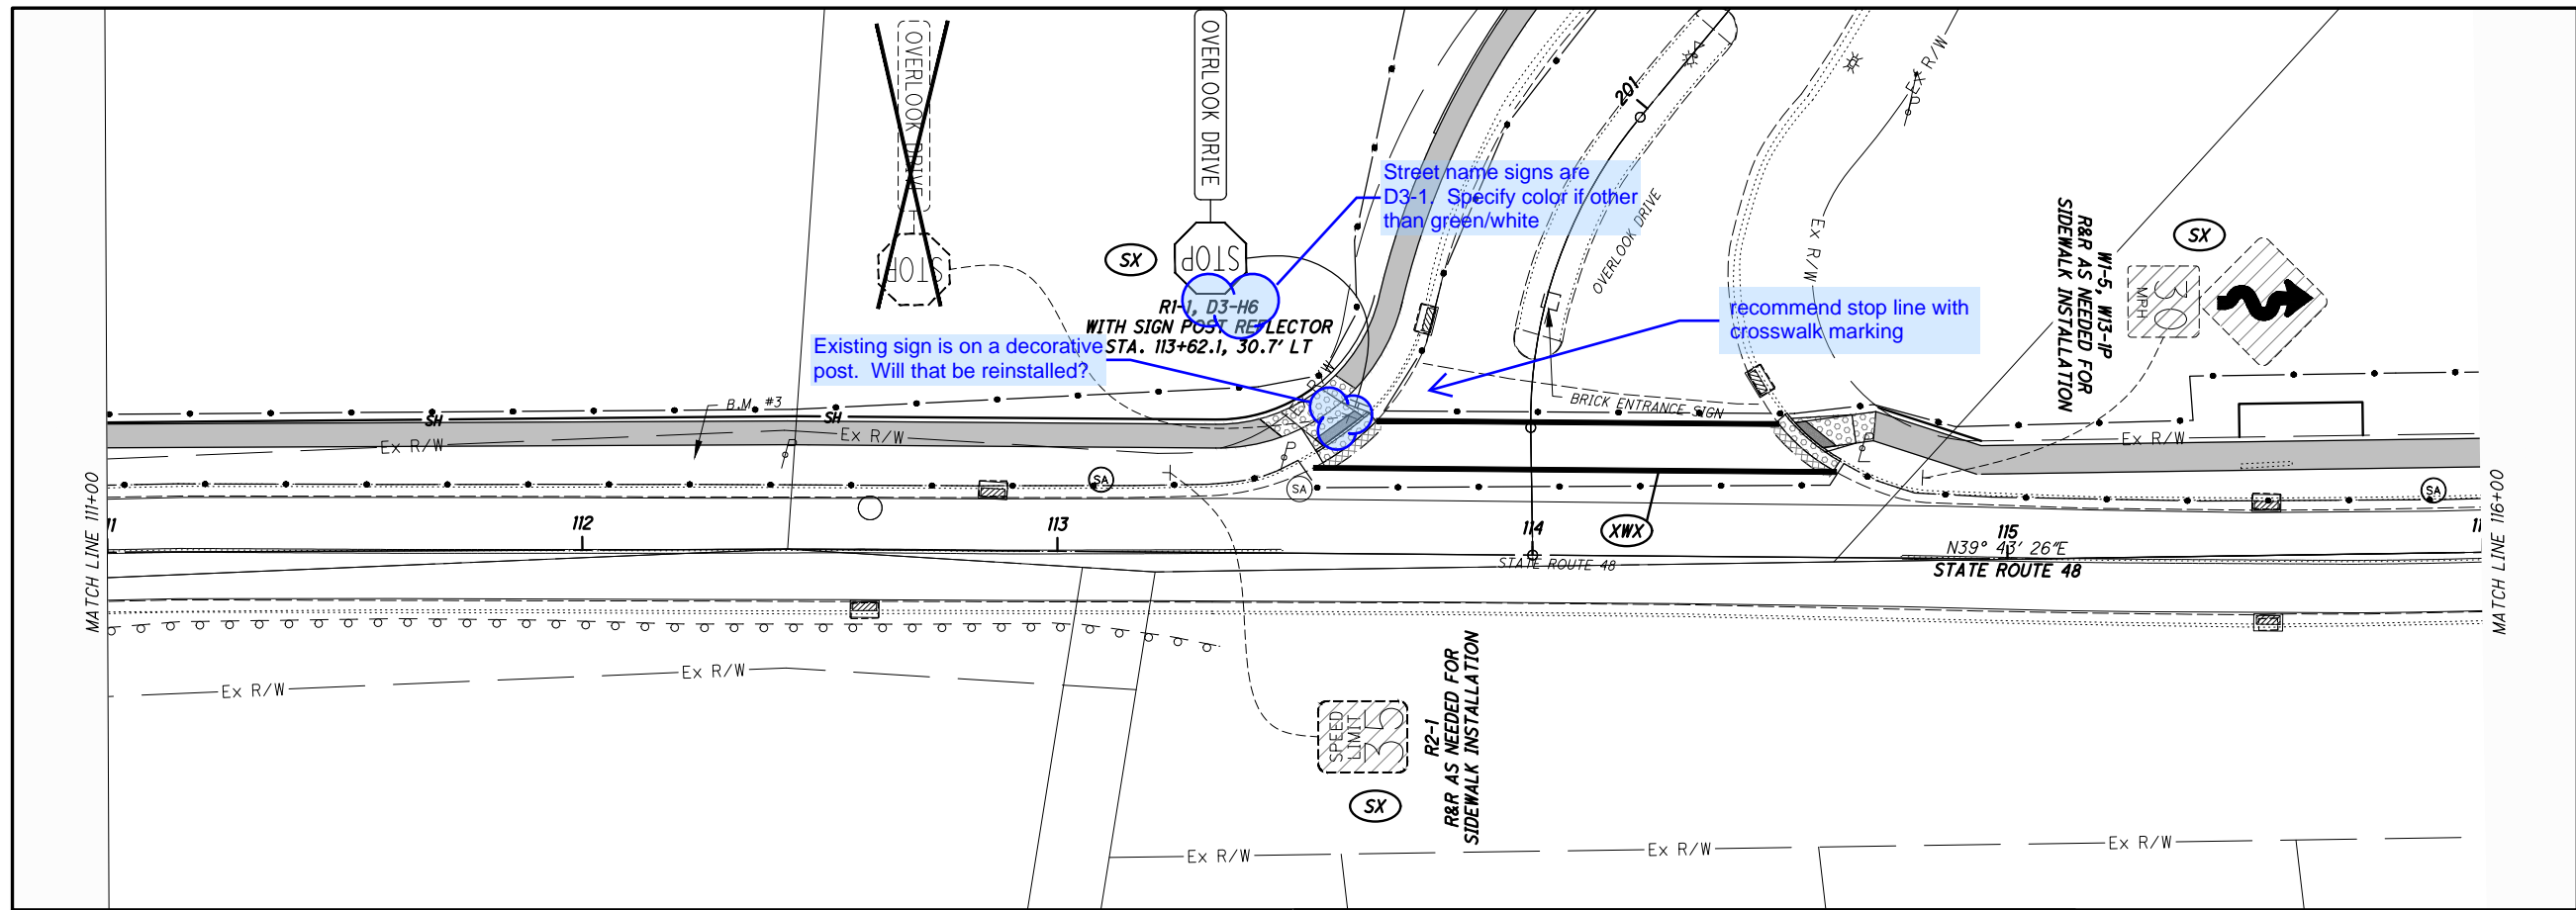 OVERLOOK DRIVE
STOP
OVERLOOK DRIVE
STOP
SX
R1-1, D3-H6
WITH SIGN POST REFLECTOR
STA. 113+62.1, 30.7' LT
Street name signs are
D3-1. Specify color if other
than green/white
Existing sign is on a decorative
post. Will that be reinstalled?
recommend stop line with
crosswalk marking
201
OVERLOOK DRIVE
Ex R/W
Ex R/W
W1-5, W13-1P
R&R AS NEEDED FOR
SIDEWALK INSTALLATION
SX
30
MPH
R/W
B.M. #3
BRICK ENTRANCE SIGN
SH
SH
Ex R/W
Ex R/W
Ex R/W
MATCH LINE 111+00
SA
SA
SA
11
112
113
114
XWX
115
11
N39° 43' 26"E
STATE ROUTE 48
STATE ROUTE 48
MATCH LINE 116+00
Ex R/W
Ex R/W
SPEED
LIMIT
35
R2-1
R&R AS NEEDED FOR
SIDEWALK INSTALLATION
SX
Ex R/W
Ex R/W
Ex R/W